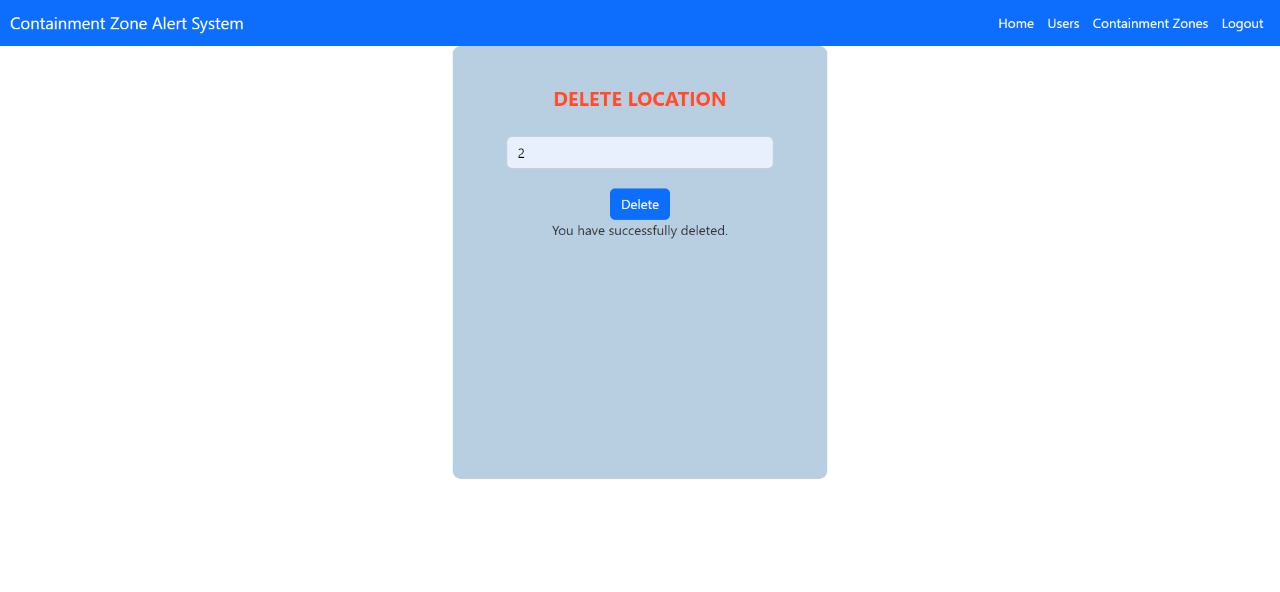 Containment Zone Alert System Home Users Containment Zones Logout
DELETE LOCATION
2
Delete
You have successfully deleted.